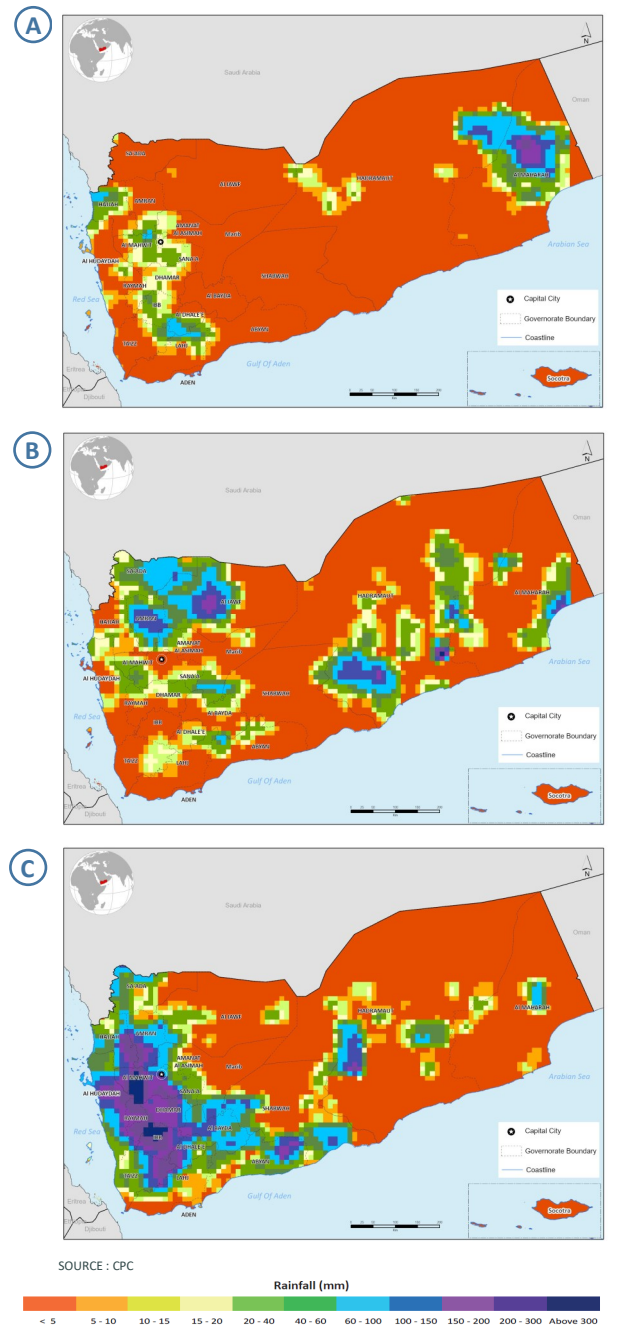 A
N
Saudi Arabia
Oman
SA'ADA
AL JAWF
HADRAMAUT
AL MAHARAH
HAJJAH
AMRAN
AMANAT
AL ASIMAH
Marib
AL MAHWIT
SANA'A
Al HUDAYDAH
DHAMAR
SHABWAH
RAYMAH
AL BAYDA
Red Sea
IBB
Al DHALE'E
ABYAN
TAIZZ
LAHJ
ADEN
Gulf Of Aden
Arabian Sea
Eritrea
Djibouti
Capital City
Governorate Boundary
Coastline
Socotra
B
N
Saudi Arabia
Oman
SA'ADA
AL JAWF
HADRAMAUT
AL MAHARAH
HAJJAH
AMRAN
AMANAT
AL ASIMAH
Marib
AL MAHWIT
SANA'A
Al HUDAYDAH
DHAMAR
SHABWAH
RAYMAH
AL BAYDA
Red Sea
IBB
Al DHALE'E
ABYAN
TAIZZ
LAHJ
ADEN
Gulf Of Aden
Arabian Sea
Eritrea
Djibouti
Capital City
Governorate Boundary
Coastline
Socotra
C
N
Saudi Arabia
Oman
SA'ADA
AL JAWF
HADRAMAUT
AL MAHARAH
HAJJAH
AMRAN
AMANAT
AL ASIMAH
Marib
AL MAHWIT
SANA'A
Al HUDAYDAH
DHAMAR
SHABWAH
RAYMAH
AL BAYDA
Red Sea
IBB
Al DHALE'E
ABYAN
TAIZZ
LAHJ
ADEN
Gulf Of Aden
Arabian Sea
Eritrea
Djibouti
Capital City
Governorate Boundary
Coastline
Socotra
SOURCE : CPC
Rainfall (mm)
< 5 5 - 10 10 - 15 15 - 20 20 - 40 40 - 60 60 - 100 100 - 150 150 - 200 200 - 300 Above 300